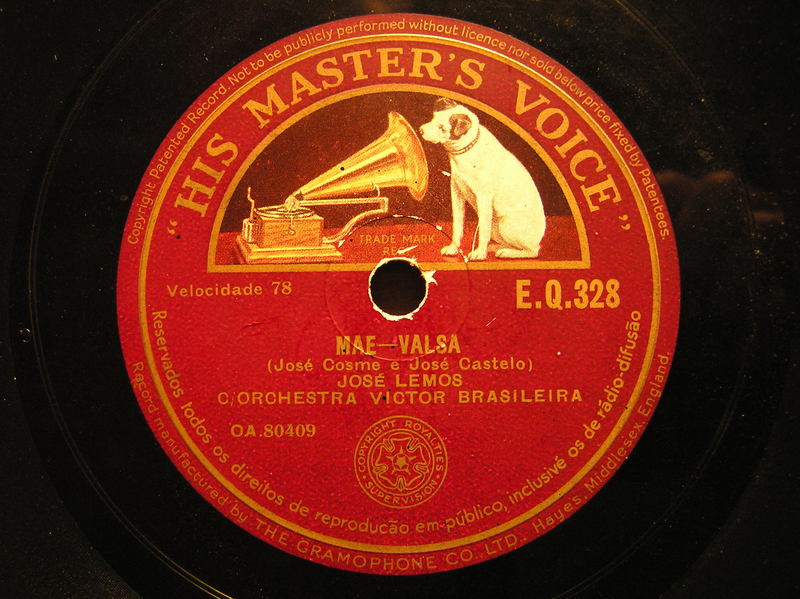 Copyright Patented Record. Not to be publicly performed without licence nor sold below price fixed by Patentees.
"HIS MASTER'S VOICE"
TRADE MARK
Velocidade 78
E.Q.328
MAE—VALSA
(José Cosme e José Castelo)
JOSÉ LEMOS
C/ORCHESTRA VICTOR BRASILEIRA
OA.80409
COPYRIGHT ROYALTIES
SUPERVISION
Reservados todos os direitos de reproducão em-público, inclusivé os de rádio-difusão
Record manufactured by THE GRAMOPHONE CO. LTD., Hayes, Middlesex England.